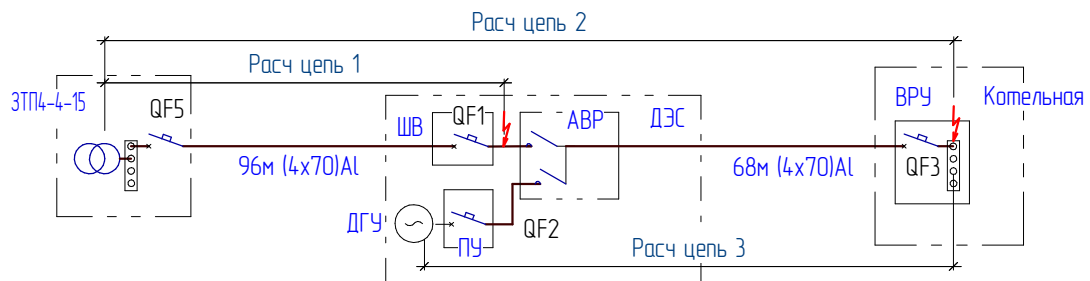 Расч цепь 2
Расч цепь 1
ЗТП4-4-15
QF5
ШВ
QF1
АВР
ДЭС
ВРУ
Котельная
96м (4х70)Al
68м (4х70)Al
QF3
ДГУ
ПУ
QF2
Расч цепь 3